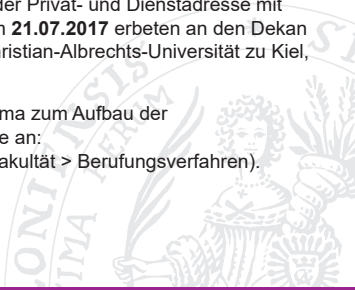 der Privat- und Dienstadresse mit
21.07.2017 erbeten an den Dekan
ristian-Albrechts-Universität zu Kiel,
ma zum Aufbau der
e an:
akultät > Berufungsverfahren).